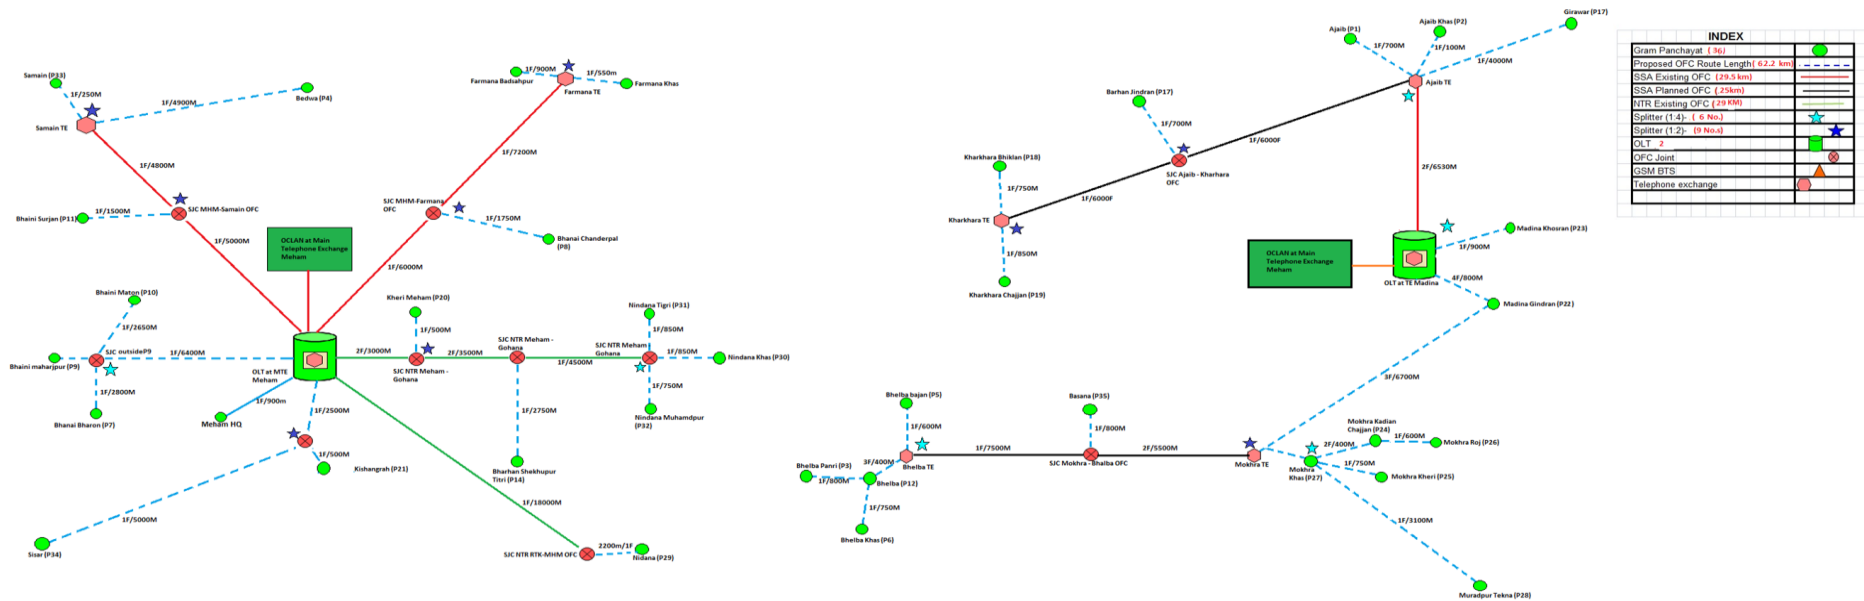 Samain (P33)
1F/250M
1F/4900M
Bedwa (P4)
Samain TE
1F/4800M
Bhaini Surjan (P11)
1F/1500M
SJC MHM-Samain OFC
1F/5000M
Farmana Badsahpur
1F/900M
1F/550m
Farmana TE
Farmana Khas
1F/7200M
SJC MHM-Farmana
OFC
1F/1750M
Bhanai Chanderpal
(P8)
1F/6000M
OCLAN at Main
Telephone Exchange
Meham
Bhaini Maton (P10)
1F/2650M
SJC outsideP9
1F/6400M
Bhaini maharjpur (P9)
1F/2800M
Bhanai Bharon (P7)
OLT at MTE
Meham
1F/900m
Meham HQ
1F/2500M
1F/500M
Kishangrah (P21)
1F/5000M
Sisar (P34)
Kheri Meham (P20)
1F/500M
2F/3000M
SJC NTR Meham -
Gohana
2F/3500M
SJC NTR Meham -
Gohana
1F/4500M
1F/2750M
Bharhan Shekhupur
Titri (P14)
Nindana Tigri (P31)
1F/850M
SJC NTR Meham
Gohana
1F/850M
Nindana Khas (P30)
1F/750M
Nindana Muhamdpur
(P32)
1F/18000M
SJC NTR RTK-MHM OFC
2200m/1F
Nidana (P29)
Ajaib (P1)
1F/700M
Ajaib Khas (P2)
1F/100M
Girawar (P17)
1F/4000M
Ajaib TE
Barhan Jindran (P17)
1F/700M
1F/6000F
SJC Ajaib - Kharhara
OFC
Kharkhara Bhiklan (P18)
1F/750M
Kharkhara TE
1F/6000F
1F/850M
Kharkhara Chajjan (P19)
2F/6530M
OCLAN at Main
Telephone Exchange
Meham
OLT at TE Madina
Madina Khosran (P23)
1F/900M
4F/800M
Madina Gindran (P22)
3F/6700M
Bhelba bajan (P5)
1F/600M
Bhelba TE
3F/400M
Bhelba Panri (P3)
1F/800M
Bhelba (P12)
1F/750M
Bhelba Khas (P6)
1F/7500M
Basana (P35)
1F/800M
SJC Mokhra - Bhalba OFC
2F/5500M
Mokhra TE
Mokhra Kadian
Chajjan (P24)
2F/400M
1F/600M
Mokhra Roj (P26)
Mokhra
Khas (P27)
1F/750M
Mokhra Kheri (P25)
1F/3100M
Muradpur Tekna (P28)
INDEX
Gram Panchayat ( 36)
Proposed OFC Route Length( 62.2 km)
SSA Existing OFC (29.5 km)
SSA Planned OFC (.25km)
NTR Existing OFC ( 29 KM)
Splitter (1:4)- ( 6 No.)
Splitter (1:2)- (9 No.s)
OLT 2
OFC Joint
GSM BTS
Telephone exchange